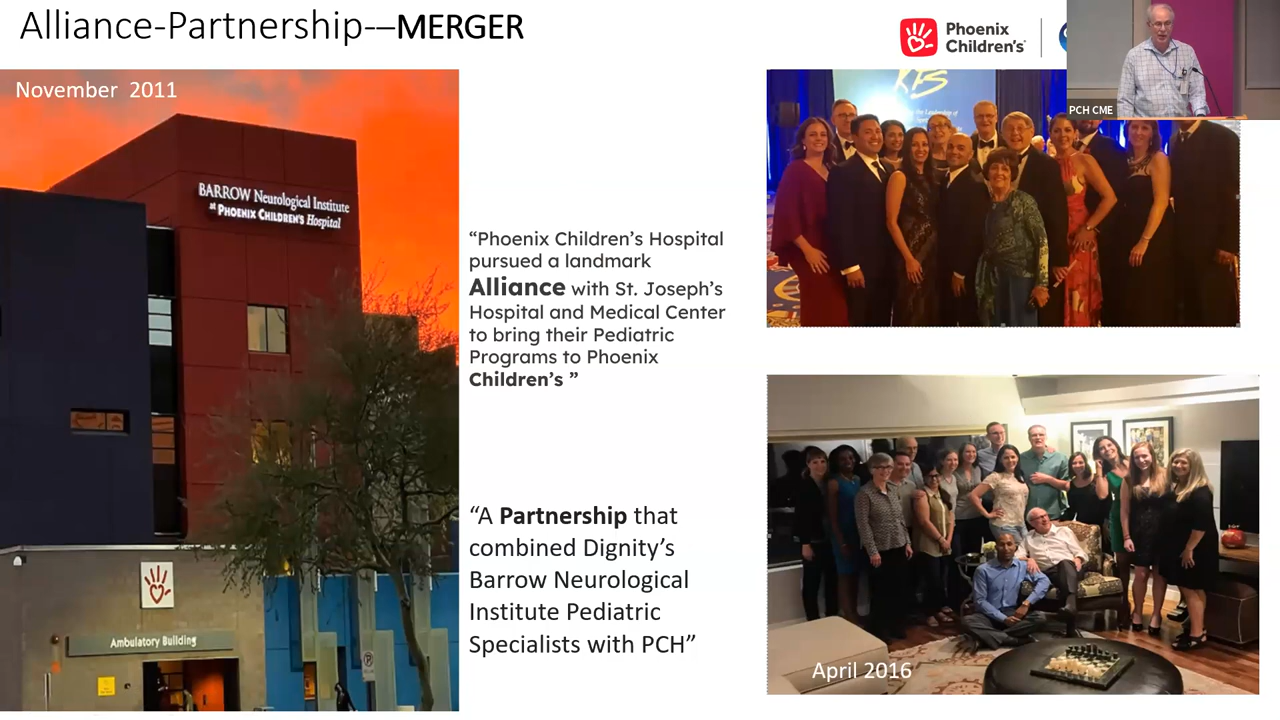 Alliance-Partnership-–MERGER
Phoenix
Children's
PCH CME
November 2011
BARROW Neurological Institute
at PHOENIX CHILDREN'S Hospital
Ambulatory Building
"Phoenix Children's Hospital
pursued a landmark
Alliance with St. Joseph's
Hospital and Medical Center
to bring their Pediatric
Programs to Phoenix
Children's "
"A Partnership that
combined Dignity's
Barrow Neurological
Institute Pediatric
Specialists with PCH"
April 2016